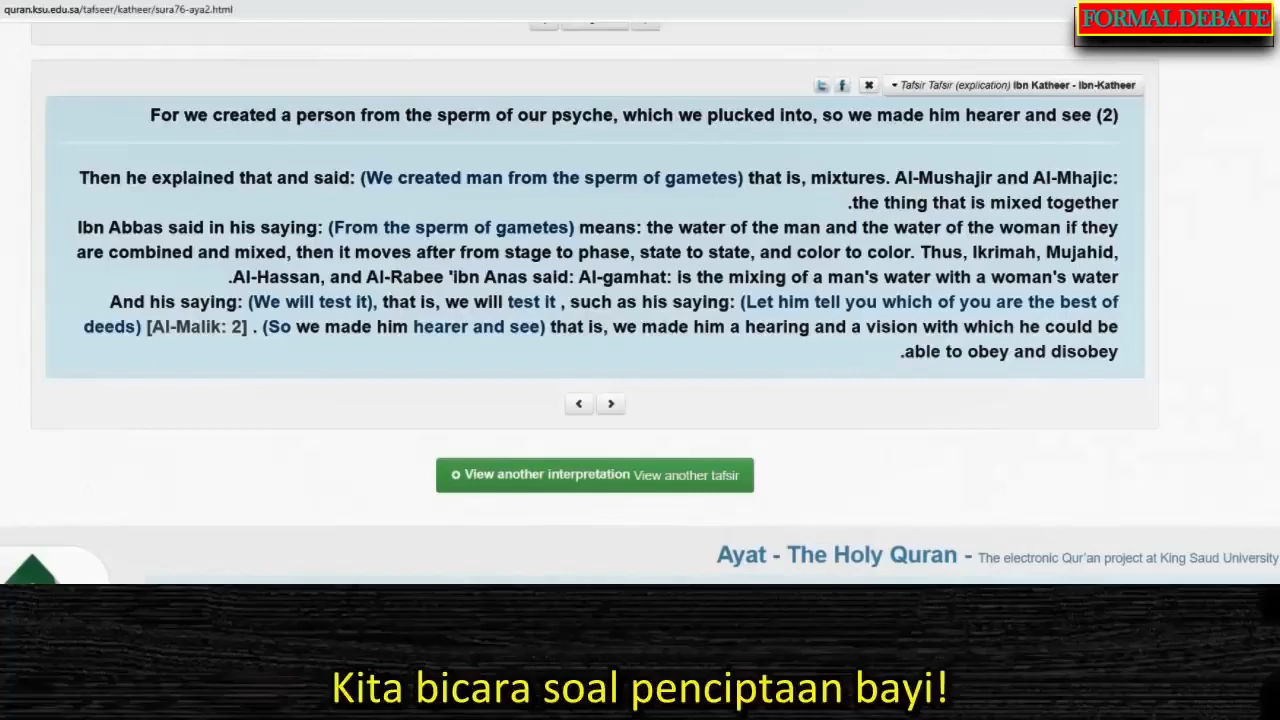 quran.ksu.edu.sa/tafseer/katheer/sura76-aya2.html
FORMAL DEBATE
Tafsir Tafsir (explication) Ibn Katheer - Ibn-Katheer
For we created a person from the sperm of our psyche, which we plucked into, so we made him hearer and see (2)
Then he explained that and said: (We created man from the sperm of gametes) that is, mixtures. Al-Mushajir and Al-Mhajic:
.the thing that is mixed together
Ibn Abbas said in his saying: (From the sperm of gametes) means: the water of the man and the water of the woman if they
are combined and mixed, then it moves after from stage to phase, state to state, and color to color. Thus, Ikrimah, Mujahid,
.Al-Hassan, and Al-Rabee 'ibn Anas said: Al-gamhat: is the mixing of a man's water with a woman's water
And his saying: (We will test it), that is, we will test it , such as his saying: (Let him tell you which of you are the best of
deeds) [Al-Malik: 2] . (So we made him hearer and see) that is, we made him a hearing and a vision with which he could be
.able to obey and disobey
View another interpretation View another tafsir
Ayat - The Holy Quran - The electronic Qur'an project at King Saud University
Kita bicara soal penciptaan bayi!